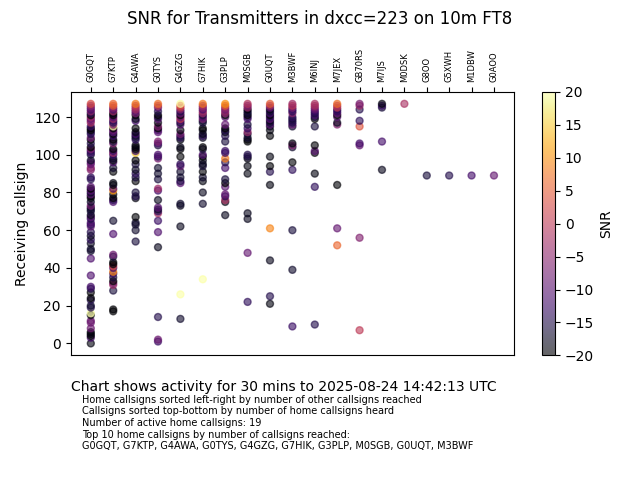 SNR for Transmitters in dxcc=223 on 10m FT8
G0GQT G7KTP G4AWA G0TYS G4GZG G7HIK G3PLP M0SGB G0UQT M3BWF M6INJ M7JEX GB70RS M7IJS M0DSK G8OO G5XWH M1DBW G0AOO
120
100
80
60
40
20
0
Receiving callsign
20
15
10
5
0
−5
−10
−15
−20
SNR
Chart shows activity for 30 mins to 2025-08-24 14:42:13 UTC
Home callsigns sorted left-right by number of other callsigns reached
Callsigns sorted top-bottom by number of home callsigns heard
Number of active home callsigns: 19
Top 10 home callsigns by number of callsigns reached:
G0GQT, G7KTP, G4AWA, G0TYS, G4GZG, G7HIK, G3PLP, M0SGB, G0UQT, M3BWF